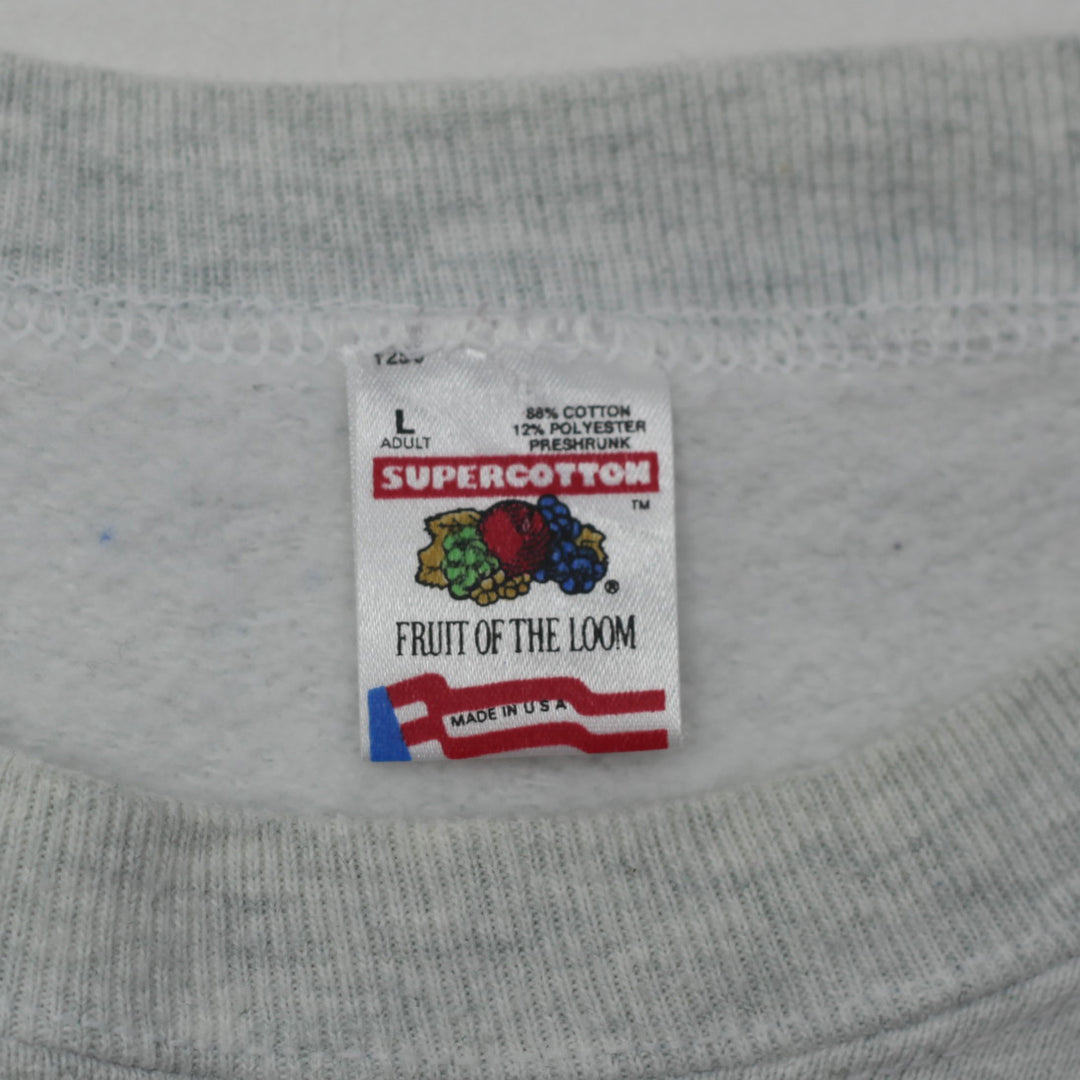 L
ADULT
88% COTTON
12% POLYESTER
PRESHRUNK
SUPERCOTTON
TM
®
FRUIT OF THE LOOM
MADE IN U S A